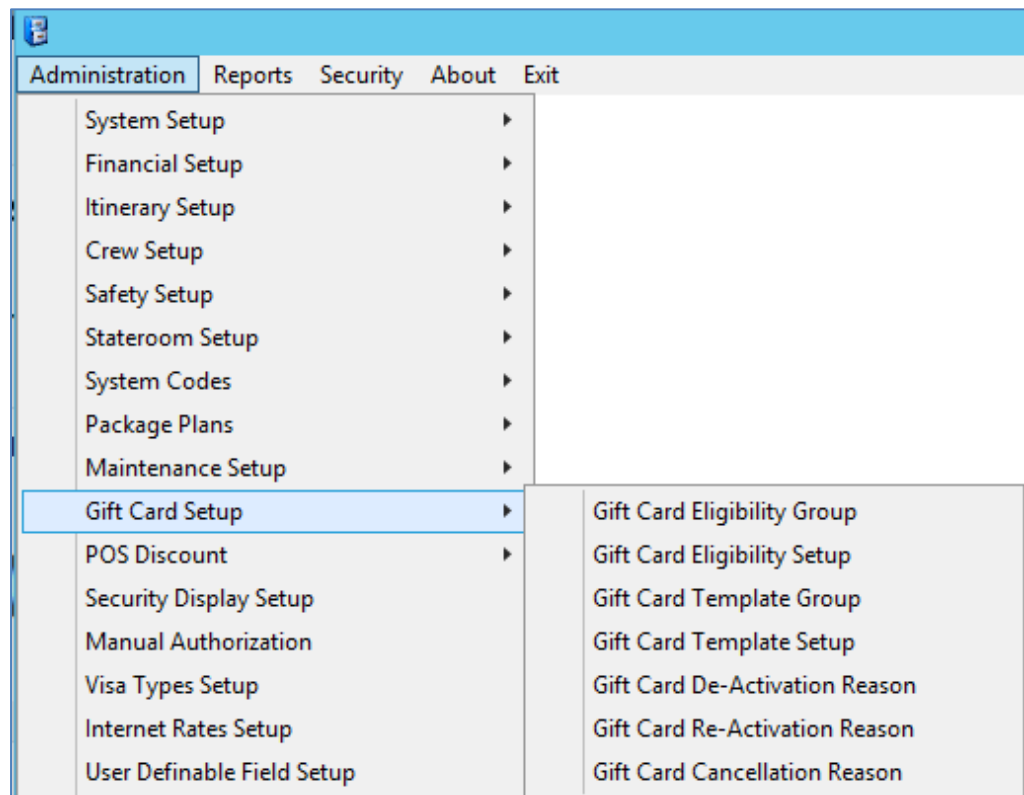 Administration Reports Security About Exit
System Setup
Financial Setup
Itinerary Setup
Crew Setup
Safety Setup
Stateroom Setup
System Codes
Package Plans
Maintenance Setup
Gift Card Setup
POS Discount
Security Display Setup
Manual Authorization
Visa Types Setup
Internet Rates Setup
User Definable Field Setup
Gift Card Eligibility Group
Gift Card Eligibility Setup
Gift Card Template Group
Gift Card Template Setup
Gift Card De-Activation Reason
Gift Card Re-Activation Reason
Gift Card Cancellation Reason